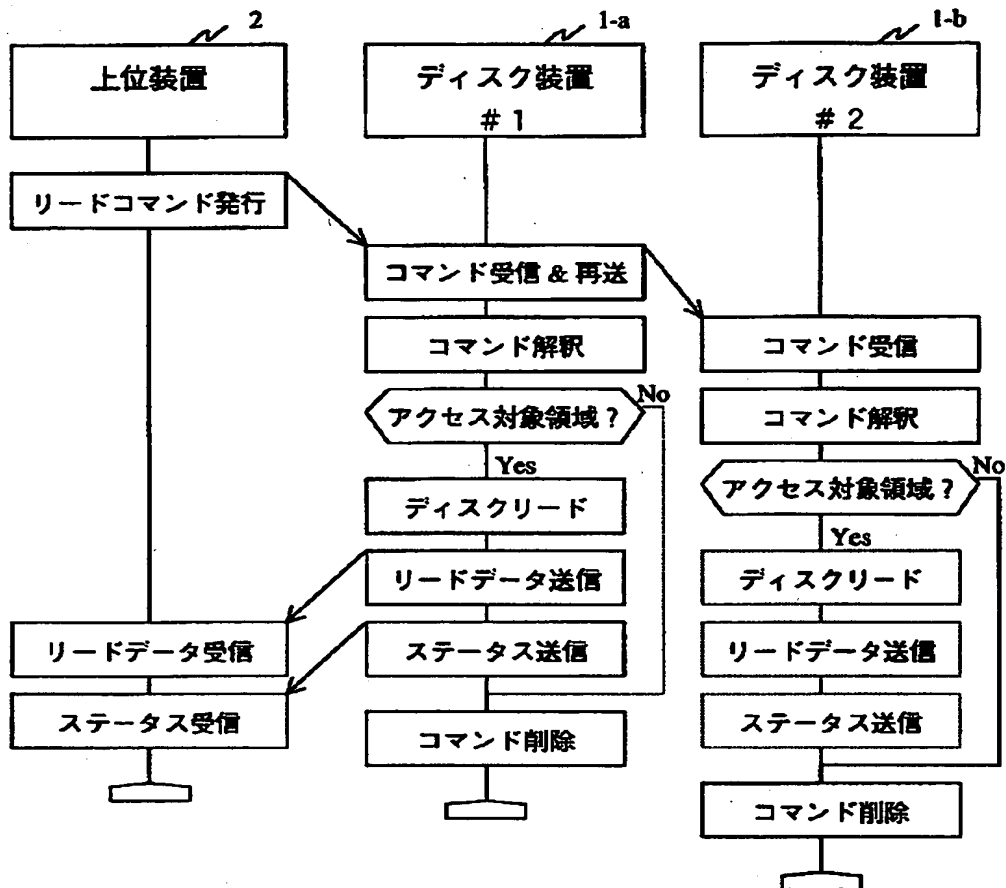 2
1-a
1-b
上位装置
ディスク装置
#1
ディスク装置
#2
リードコマンド発行
コマンド受信 & 再送
コマンド解釈
コマンド受信
アクセス対象領域？
No
コマンド解釈
Yes
アクセス対象領域？
No
ディスクリード
Yes
リードデータ送信
ディスクリード
リードデータ受信
ステータス送信
リードデータ送信
ステータス受信
コマンド削除
ステータス送信
コマンド削除